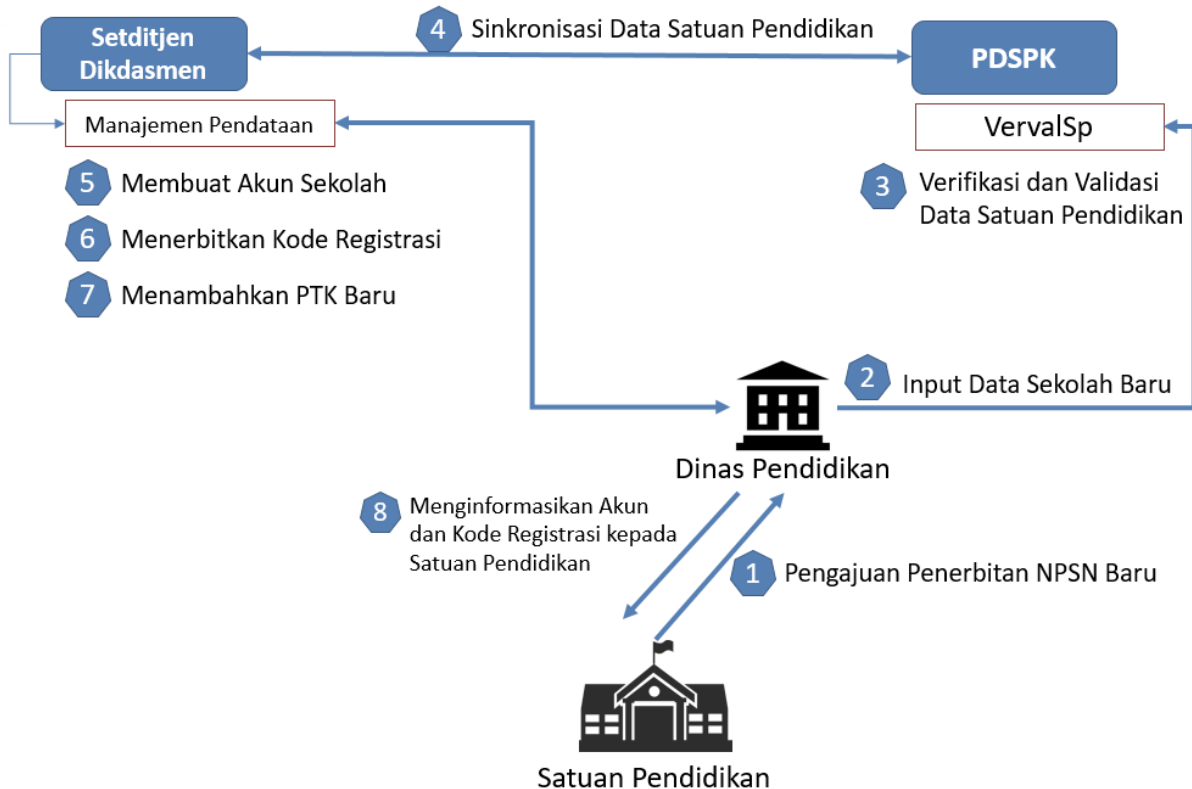 Setditjen
Dikdasmen
4 Sinkronisasi Data Satuan Pendidikan
PDSPK
Manajemen Pendataan
VervalSp
5 Membuat Akun Sekolah
6 Menerbitkan Kode Registrasi
7 Menambahkan PTK Baru
3 Verifikasi dan Validasi
Data Satuan Pendidikan
2 Input Data Sekolah Baru
Dinas Pendidikan
8 Menginformasikan Akun
dan Kode Registrasi kepada
Satuan Pendidikan
1 Pengajuan Penerbitan NPSN Baru
Satuan Pendidikan